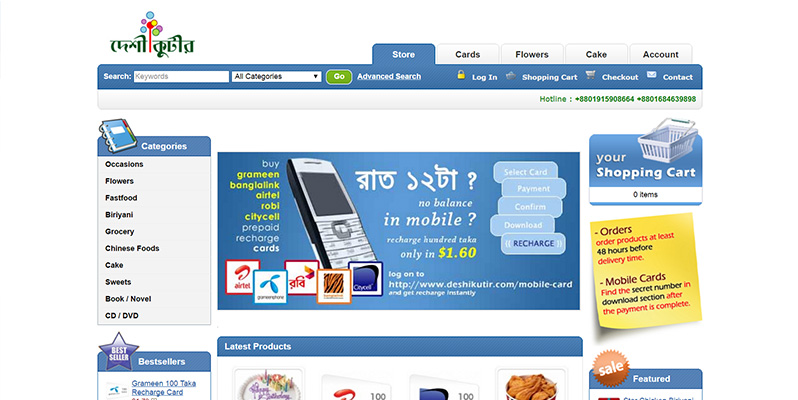 দেশী কুটীর
Store
Cards
Flowers
Cake
Account
Search:
Keywords
All Categories
Go
Advanced Search
Log In
Shopping Cart
Checkout
Contact
Hotline : +8801915908664 +8801684639898
Categories
Occasions
Flowers
Fastfood
Biriyani
Grocery
Chinese Foods
Cake
Sweets
Book / Novel
CD / DVD
BEST
SELLER
Bestsellers
Grameen 100 Taka
Recharge Card
buy
grameen
banglalink
airtel
robi
citycell
prepaid
recharge
cards
রাত ১২টা ?
no balance
in mobile ?
recharge hundred taka
only in $1.60
Select Card
Payment
Confirm
Download
(( RECHARGE ))
airtel
grameenphone
রবি
Citycell
log on to
http://www.deshikutir.com/mobile-card
and get recharge instantly
Latest Products
100
100
your
Shopping Cart
0 items
- Orders
order products at least
48 hours before
delivery time.
- Mobile Cards
Find the secret number in
download section after
the payment is complete.
sale
Featured
Star Chicken Biriyani